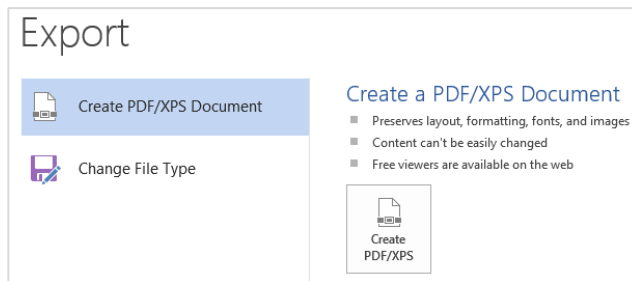 Export
Create PDF/XPS Document
Change File Type
Create a PDF/XPS Document
Preserves layout, formatting, fonts, and images
Content can't be easily changed
Free viewers are available on the web
Create
PDF/XPS